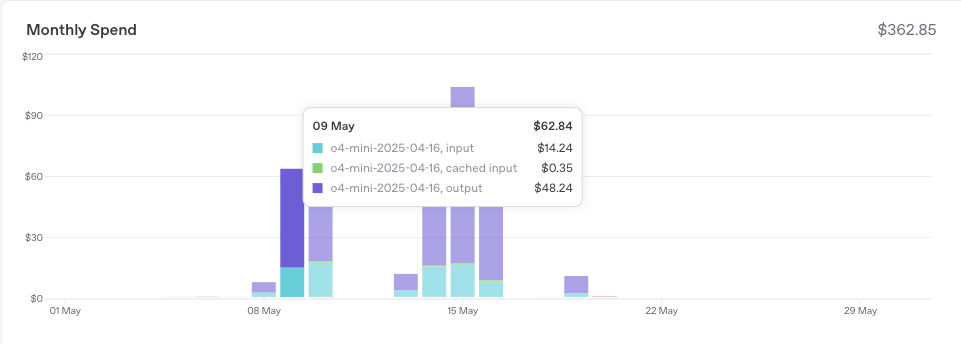 Monthly Spend $362.85
$120
$90
09 May $62.84
o4-mini-2025-04-16, input $14.24
o4-mini-2025-04-16, cached input $0.35
o4-mini-2025-04-16, output $48.24
$60
$30
$0
01 May 08 May 15 May 22 May 29 May